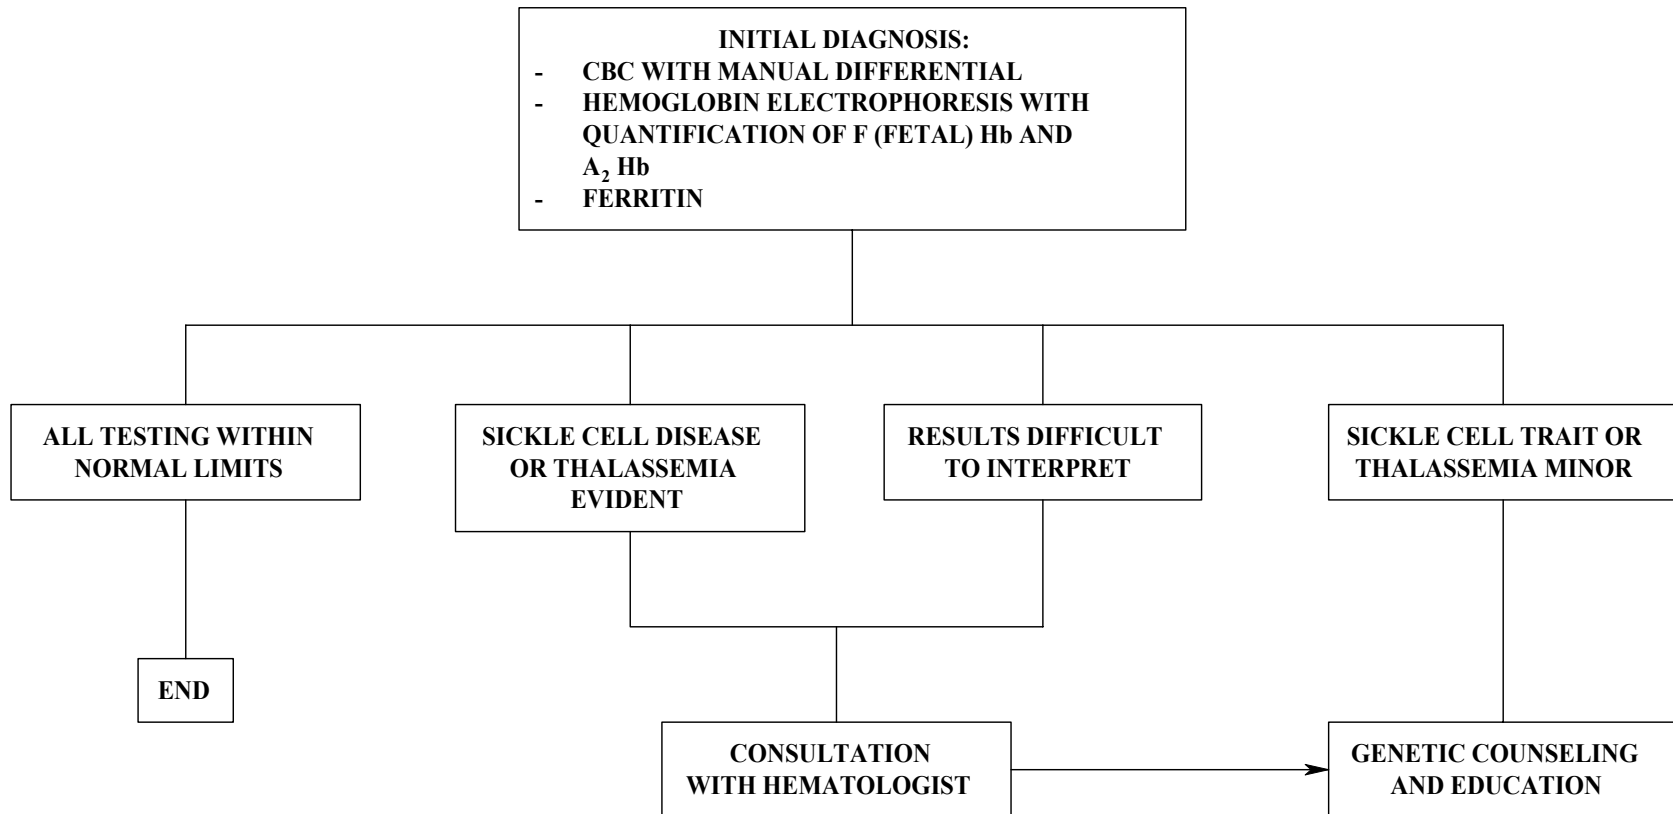 INITIAL DIAGNOSIS:
- CBC WITH MANUAL DIFFERENTIAL
- HEMOGLOBIN ELECTROPHORESIS WITH
QUANTIFICATION OF F (FETAL) Hb AND
A₂ Hb
- FERRITIN
ALL TESTING WITHIN
NORMAL LIMITS
SICKLE CELL DISEASE
OR THALASSEMIA
EVIDENT
RESULTS DIFFICULT
TO INTERPRET
SICKLE CELL TRAIT OR
THALASSEMIA MINOR
END
CONSULTATION
WITH HEMATOLOGIST
GENETIC COUNSELING
AND EDUCATION